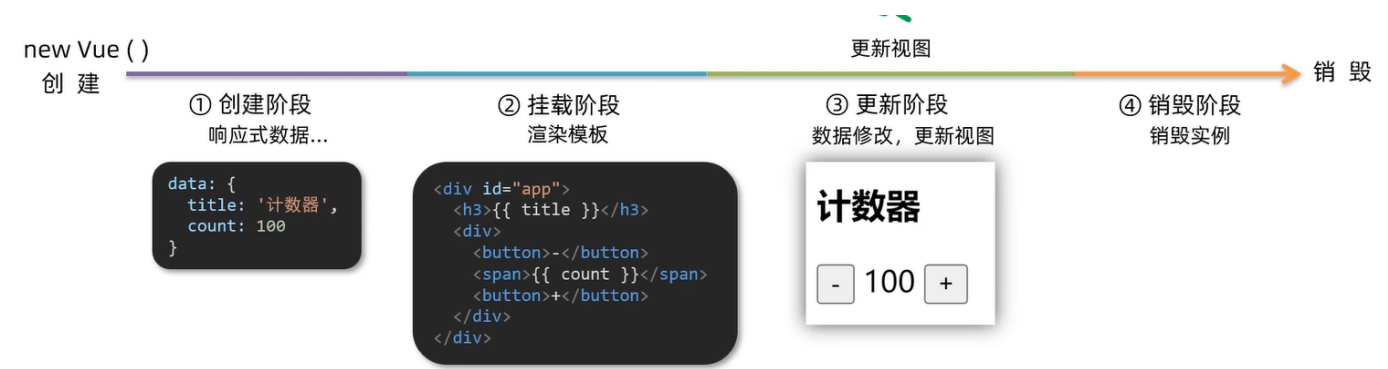 new Vue ( )
创 建
更新视图
销 毁
① 创建阶段
响应式数据...
② 挂载阶段
渲染模板
③ 更新阶段
数据修改，更新视图
④ 销毁阶段
销毁实例
data: {
  title: '计数器',
  count: 100
}
<div id="app">
  <h3>{{ title }}</h3>
  <div>
    <button>-</button>
    <span>{{ count }}</span>
    <button>+</button>
  </div>
</div>
计数器
- 100 +